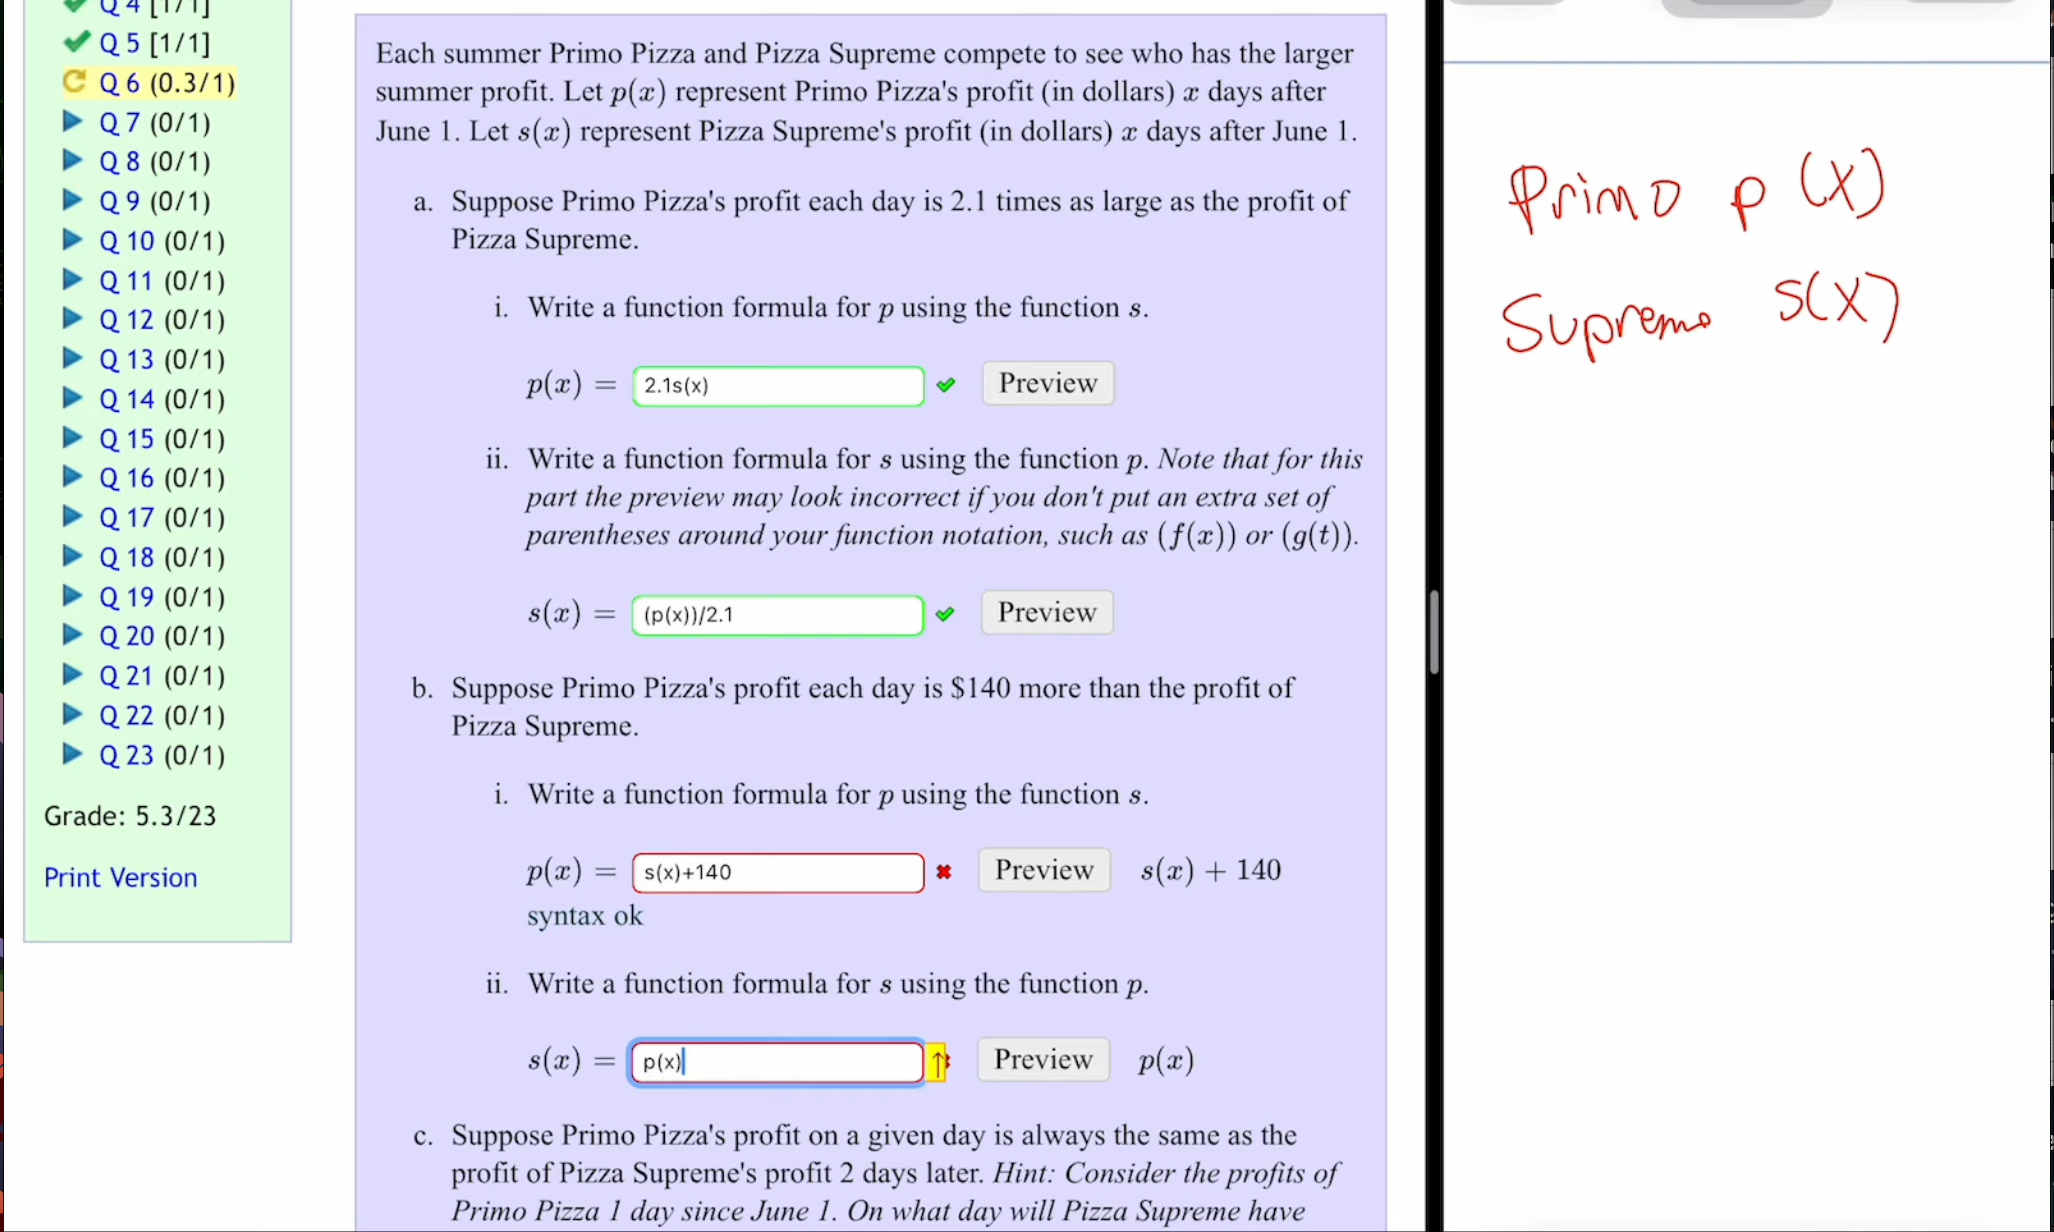 Q 4 [1/1]
Q 5 [1/1]
Q 6 (0.3/1)
Q 7 (0/1)
Q 8 (0/1)
Q 9 (0/1)
Q 10 (0/1)
Q 11 (0/1)
Q 12 (0/1)
Q 13 (0/1)
Q 14 (0/1)
Q 15 (0/1)
Q 16 (0/1)
Q 17 (0/1)
Q 18 (0/1)
Q 19 (0/1)
Q 20 (0/1)
Q 21 (0/1)
Q 22 (0/1)
Q 23 (0/1)
Grade: 5.3/23
Print Version
Each summer Primo Pizza and Pizza Supreme compete to see who has the larger
summer profit. Let p(x) represent Primo Pizza's profit (in dollars) x days after
June 1. Let s(x) represent Pizza Supreme's profit (in dollars) x days after June 1.
a. Suppose Primo Pizza's profit each day is 2.1 times as large as the profit of
Pizza Supreme.
i. Write a function formula for p using the function s.
p(x) = 2.1s(x) Preview
ii. Write a function formula for s using the function p. Note that for this
part the preview may look incorrect if you don't put an extra set of
parentheses around your function notation, such as (f(x)) or (g(t)).
s(x) = (p(x))/2.1 Preview
b. Suppose Primo Pizza's profit each day is $140 more than the profit of
Pizza Supreme.
i. Write a function formula for p using the function s.
p(x) = s(x)+140 Preview s(x) + 140
syntax ok
ii. Write a function formula for s using the function p.
s(x) = p(x) Preview p(x)
c. Suppose Primo Pizza's profit on a given day is always the same as the
profit of Pizza Supreme's profit 2 days later. Hint: Consider the profits of
Primo Pizza 1 day since June 1. On what day will Pizza Supreme have
Primo p(x)
Supreme s(x)